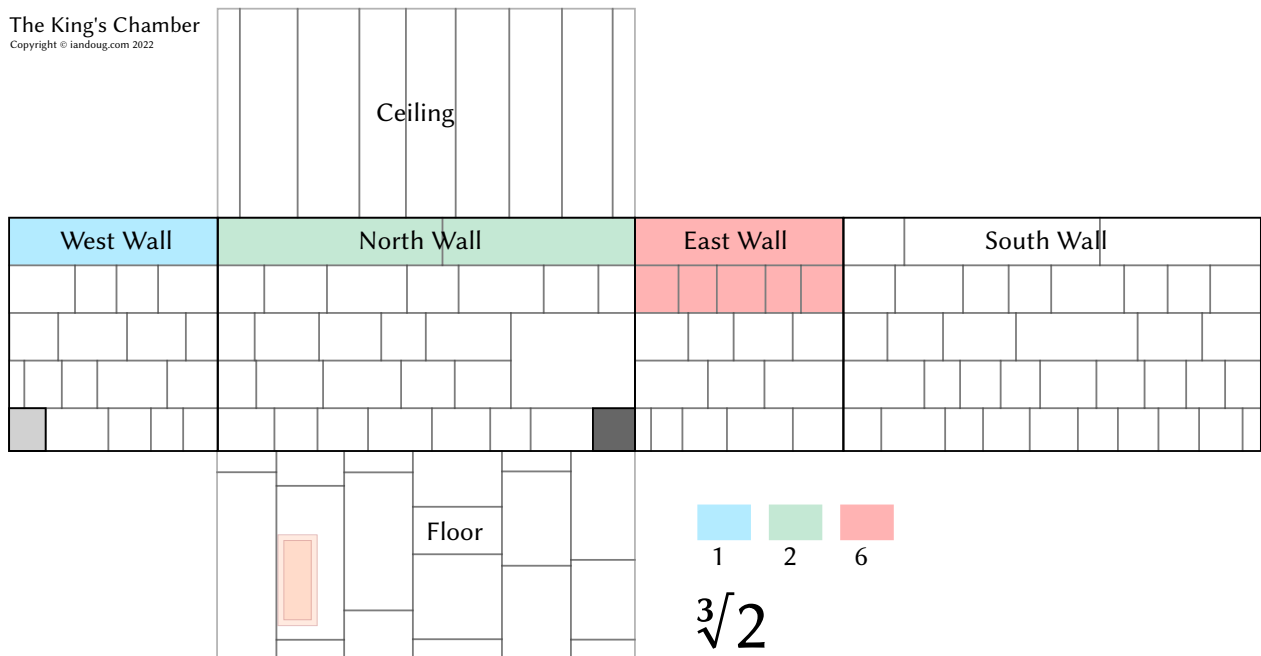 The King's Chamber
Copyright © iandoug.com 2022
Ceiling
West Wall
North Wall
East Wall
South Wall
Floor
1 2 6
∛2